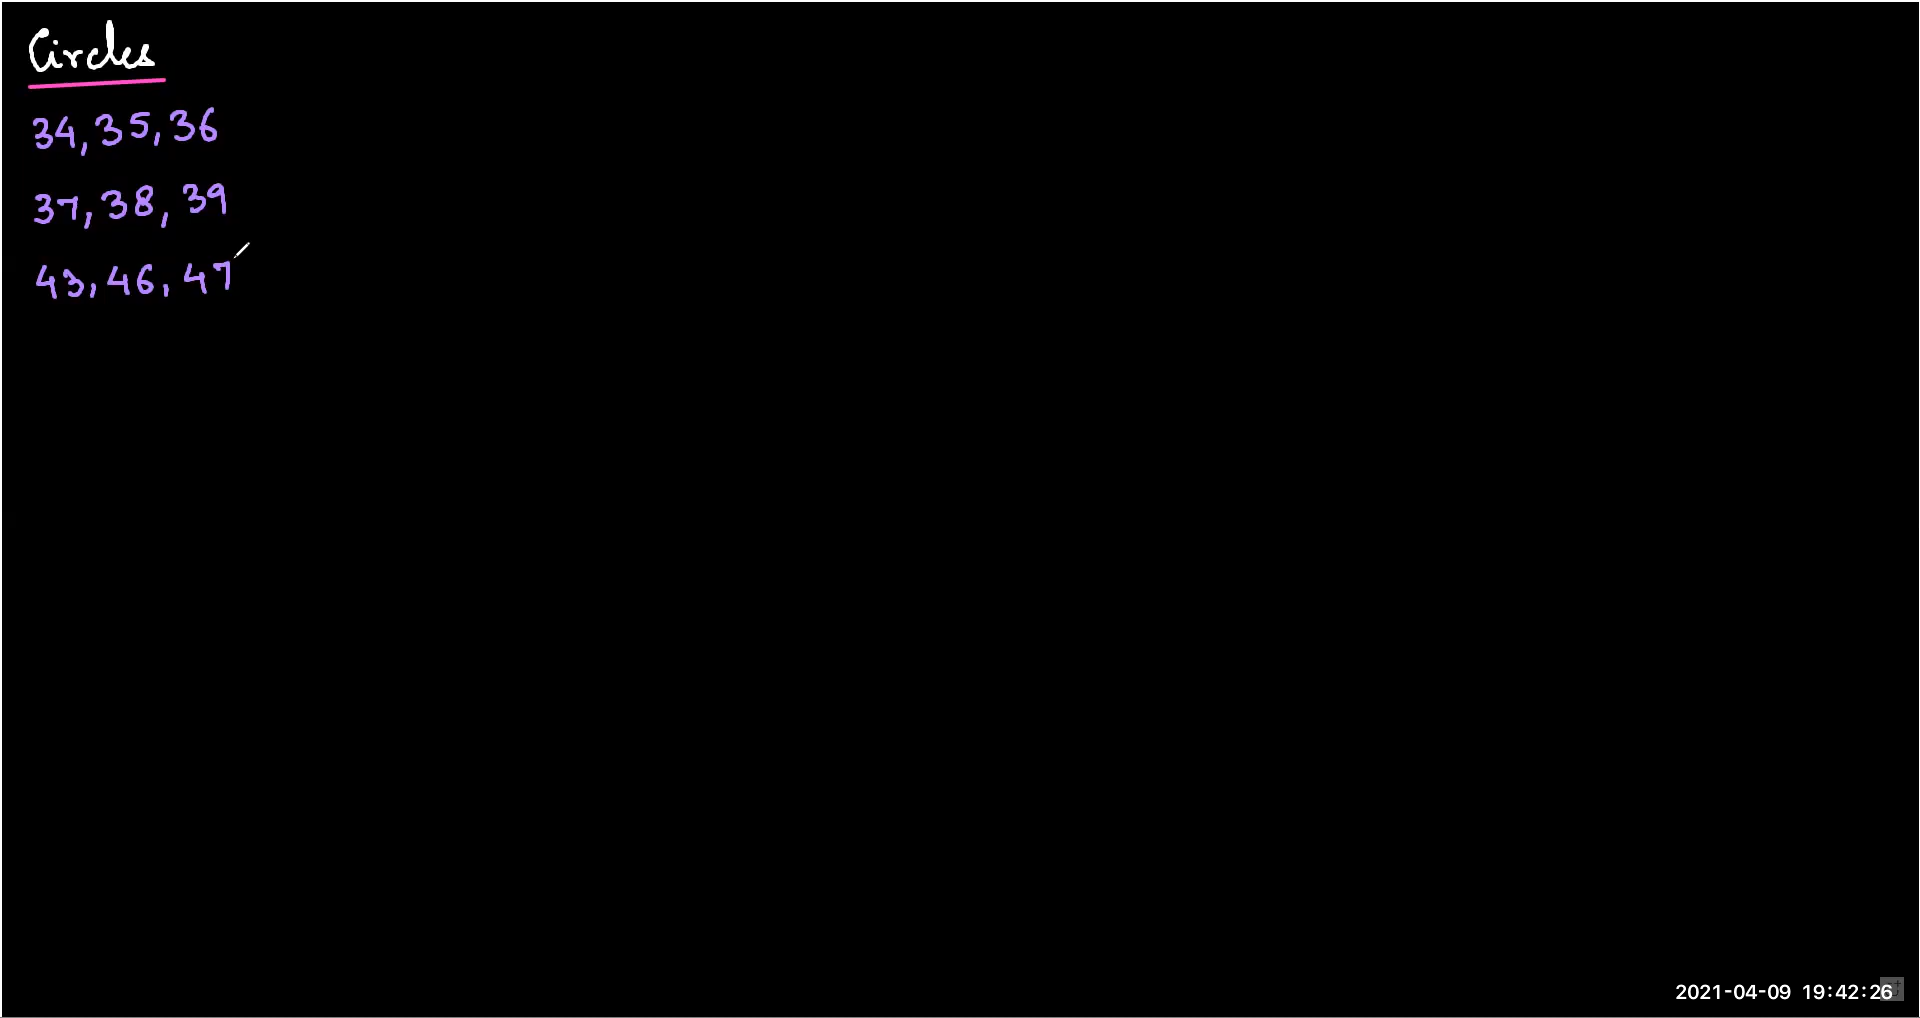 Circles
34, 35, 36
37, 38, 39
43, 46, 47
2021-04-09 19:42:26